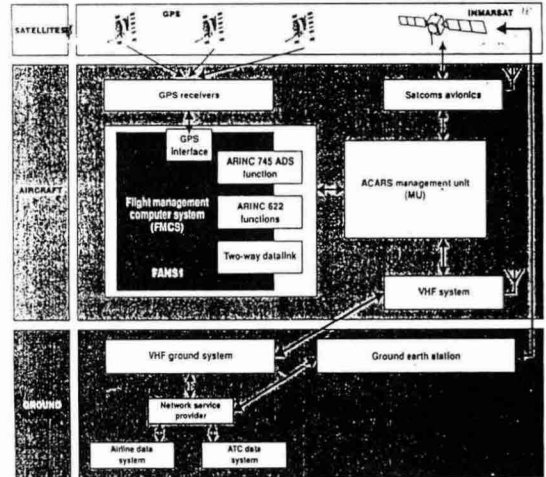 SATELLITES
GPS
INMARSAT
GPS receivers
Satcoms avionics
AIRCRAFT
GPS
interface
ARINC 745 ADS
function
Flight management
computer system
(FMCS)
ARINC 622
functions
Two-way datalink
FANS1
ACARS management unit
(MU)
VHF system
GROUND
VHF ground system
Ground earth station
Network service
provider
Airline data
system
ATC data
system